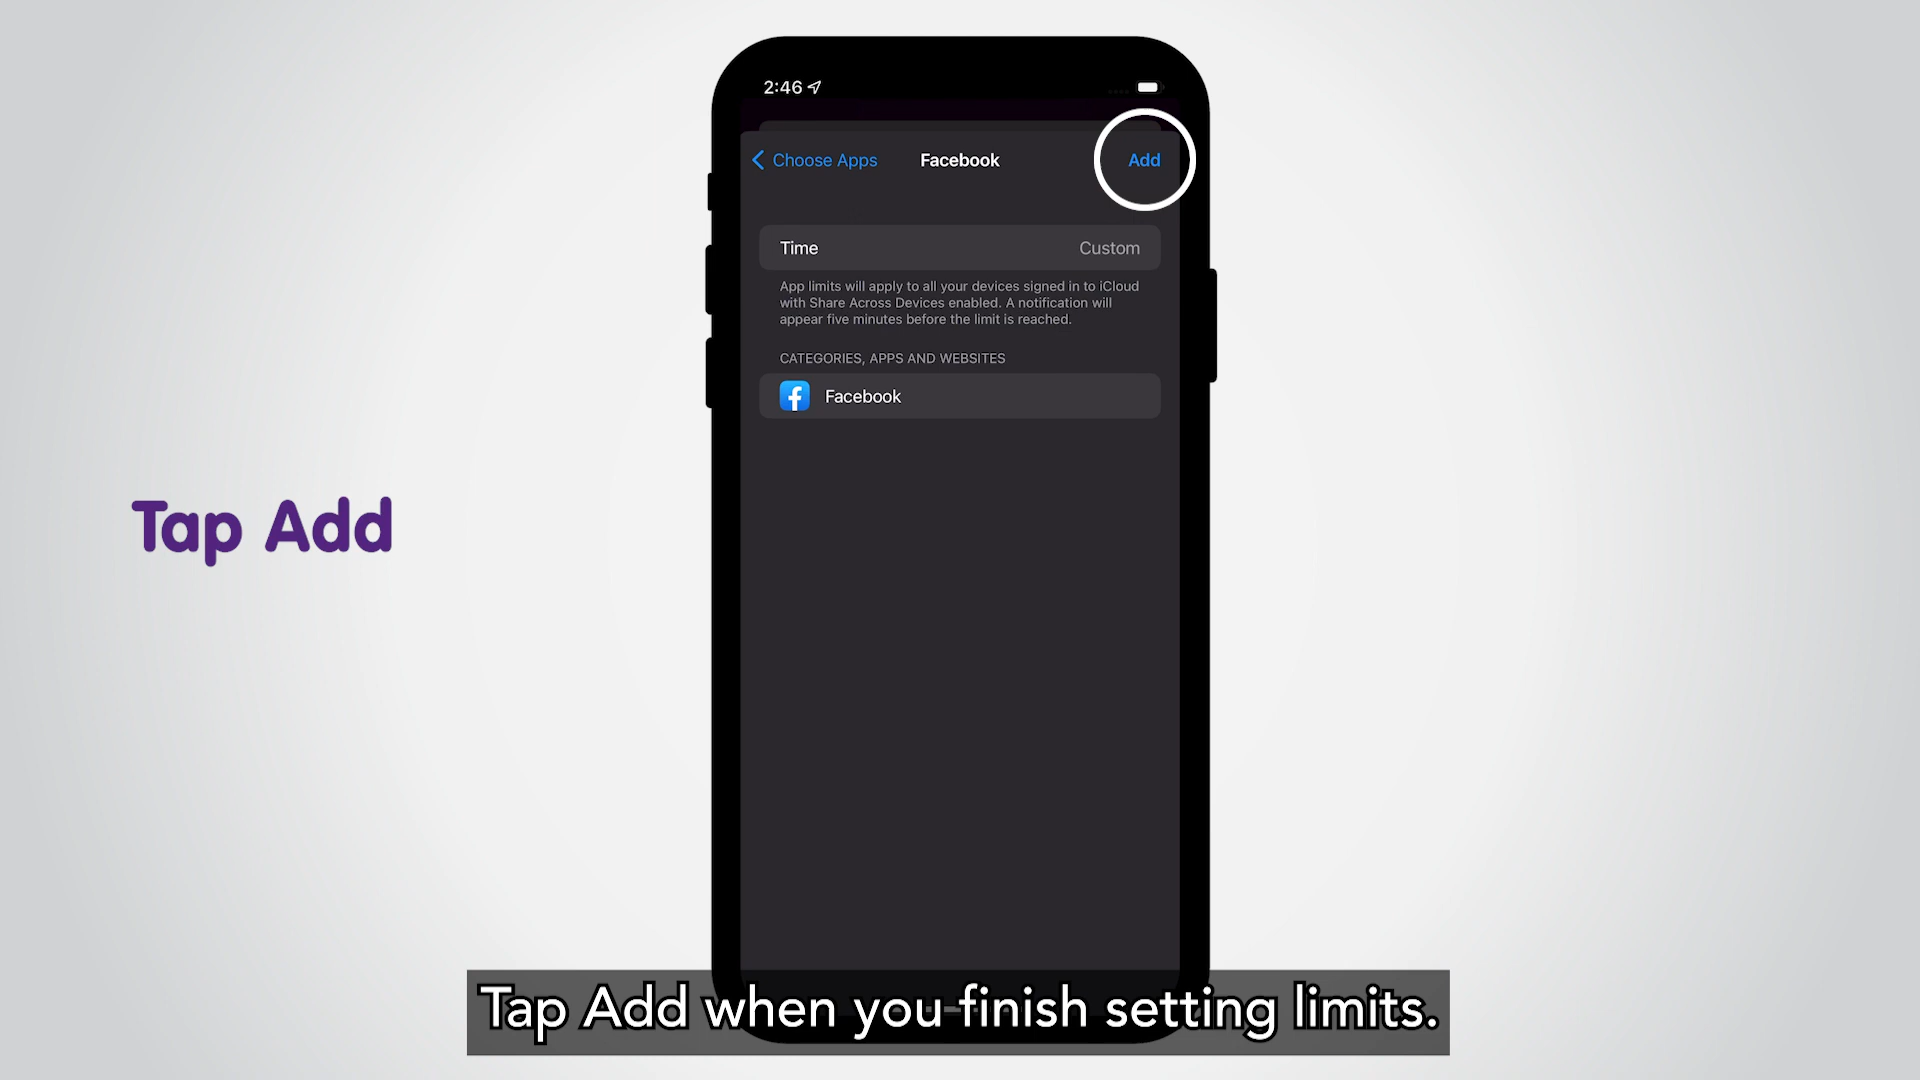 2:46
Choose Apps
Facebook
Add
Time
Custom
App limits will apply to all your devices signed in to iCloud
with Share Across Devices enabled. A notification will
appear five minutes before the limit is reached.
CATEGORIES, APPS AND WEBSITES
Facebook
Tap Add
Tap Add when you finish setting limits.